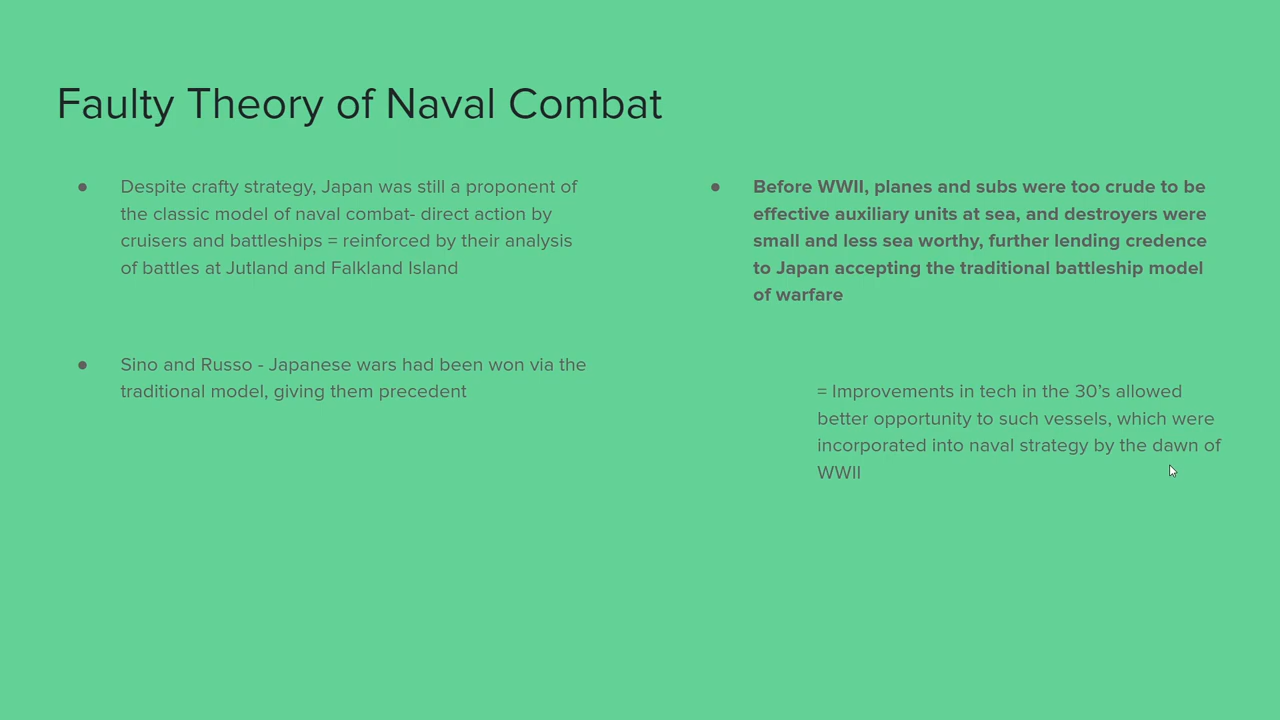 Faulty Theory of Naval Combat
● Despite crafty strategy, Japan was still a proponent of
the classic model of naval combat- direct action by
cruisers and battleships = reinforced by their analysis
of battles at Jutland and Falkland Island
● Sino and Russo - Japanese wars had been won via the
traditional model, giving them precedent
● Before WWII, planes and subs were too crude to be
effective auxiliary units at sea, and destroyers were
small and less sea worthy, further lending credence
to Japan accepting the traditional battleship model
of warfare
= Improvements in tech in the 30’s allowed
better opportunity to such vessels, which were
incorporated into naval strategy by the dawn of
WWII